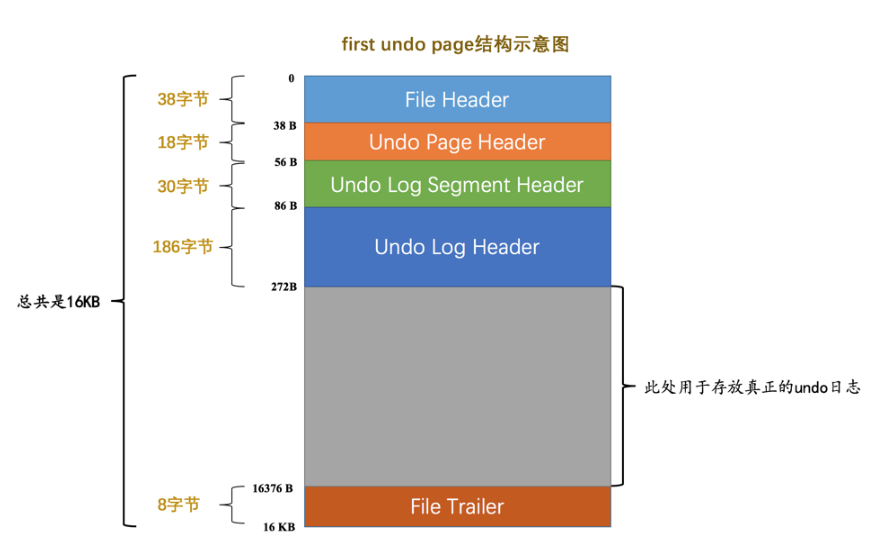 first undo page结构示意图
0
38字节
File Header
38 B
18字节
Undo Page Header
56 B
30字节
Undo Log Segment Header
86 B
186字节
Undo Log Header
272B
总共是16KB
此处用于存放真正的undo日志
16376 B
8字节
File Trailer
16 KB